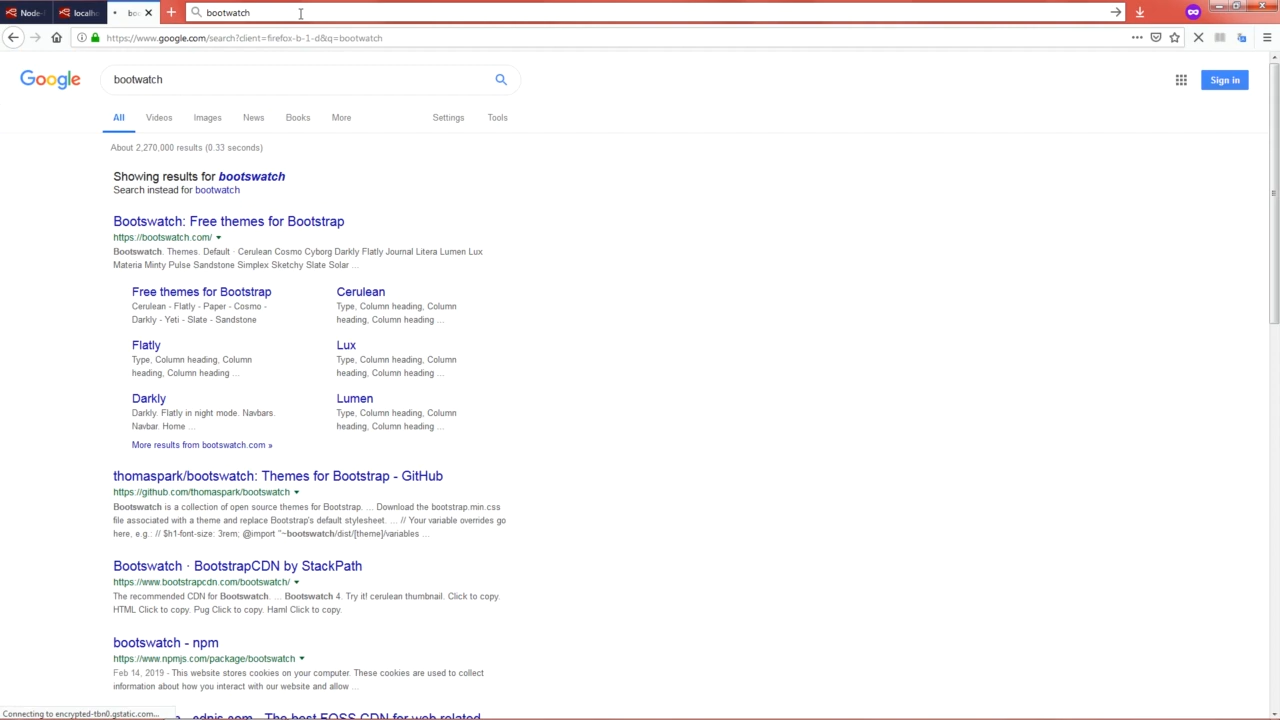 Node-
localh
boo
bootwatch
https://www.google.com/search?client=firefox-b-1-d&q=bootwatch
Google
bootwatch
Sign in
All Videos Images News Books More Settings Tools
About 2,270,000 results (0.33 seconds)
Showing results for bootswatch
Search instead for bootwatch
Bootswatch: Free themes for Bootstrap
https://bootswatch.com/
Bootswatch. Themes. Default · Cerulean Cosmo Cyborg Darkly Flatly Journal Litera Lumen Lux
Materia Minty Pulse Sandstone Simplex Sketchy Slate Solar ...
Free themes for Bootstrap
Cerulean - Flatly - Paper - Cosmo -
Darkly - Yeti - Slate - Sandstone
Cerulean
Type, Column heading, Column
heading, Column heading ...
Flatly
Type, Column heading, Column
heading, Column heading ...
Lux
Type, Column heading, Column
heading, Column heading ...
Darkly
Darkly. Flatly in night mode. Navbars.
Navbar. Home ...
Lumen
Type, Column heading, Column
heading, Column heading ...
More results from bootswatch.com »
thomaspark/bootswatch: Themes for Bootstrap - GitHub
https://github.com/thomaspark/bootswatch
Bootswatch is a collection of open source themes for Bootstrap. ... Download the bootstrap.min.css
file associated with a theme and replace Bootstrap's default stylesheet. ... // Your variable overrides go
here, e.g.: // $h1-font-size: 3rem; @import "~bootswatch/dist/[theme]/variables ...
Bootswatch · BootstrapCDN by StackPath
https://www.bootstrapcdn.com/bootswatch/
The recommended CDN for Bootswatch. ... Bootswatch 4. Try it! cerulean thumbnail. Click to copy.
HTML Click to copy. Pug Click to copy. Haml Click to copy.
bootswatch - npm
https://www.npmjs.com/package/bootswatch
Feb 14, 2019 - This website stores cookies on your computer. These cookies are used to collect
information about how you interact with our website and allow ...
- cdnjs.com - The best FOSS CDN for web related
Connecting to encrypted-tbn0.gstatic.com...